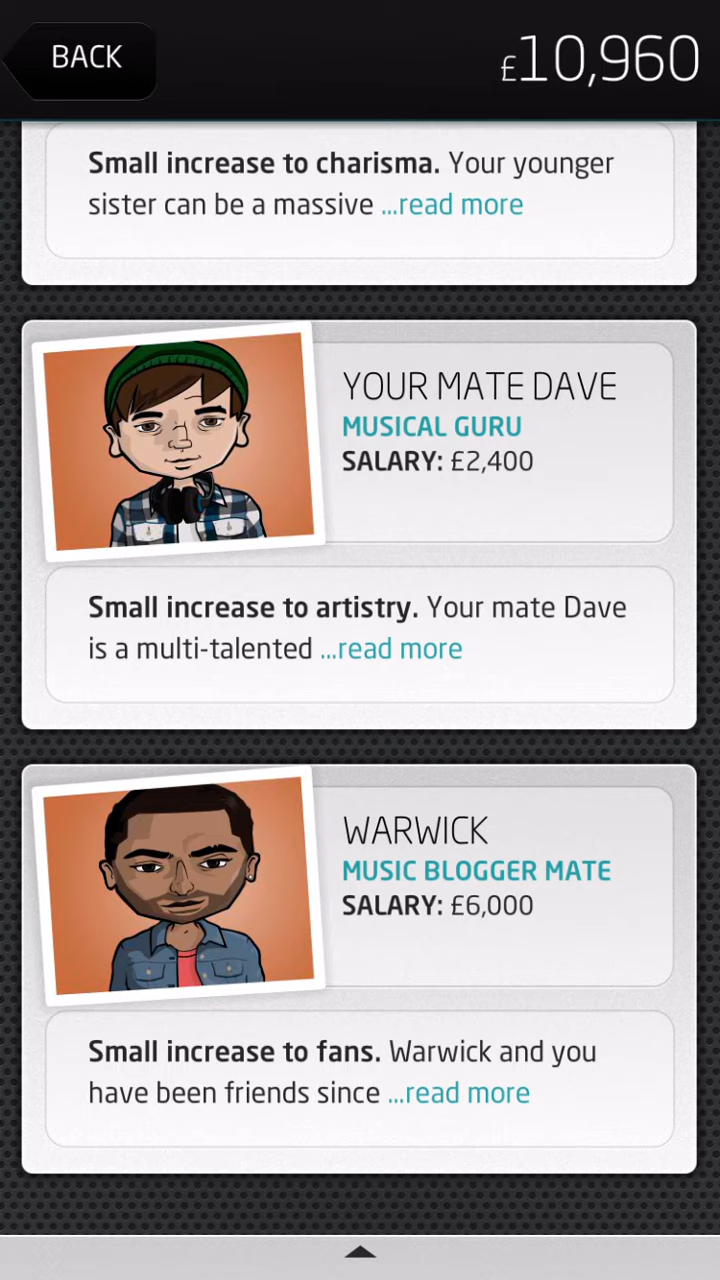 BACK
£10,960
Small increase to charisma. Your younger
sister can be a massive ...read more
YOUR MATE DAVE
MUSICAL GURU
SALARY: £2,400
Small increase to artistry. Your mate Dave
is a multi-talented ...read more
WARWICK
MUSIC BLOGGER MATE
SALARY: £6,000
Small increase to fans. Warwick and you
have been friends since ...read more